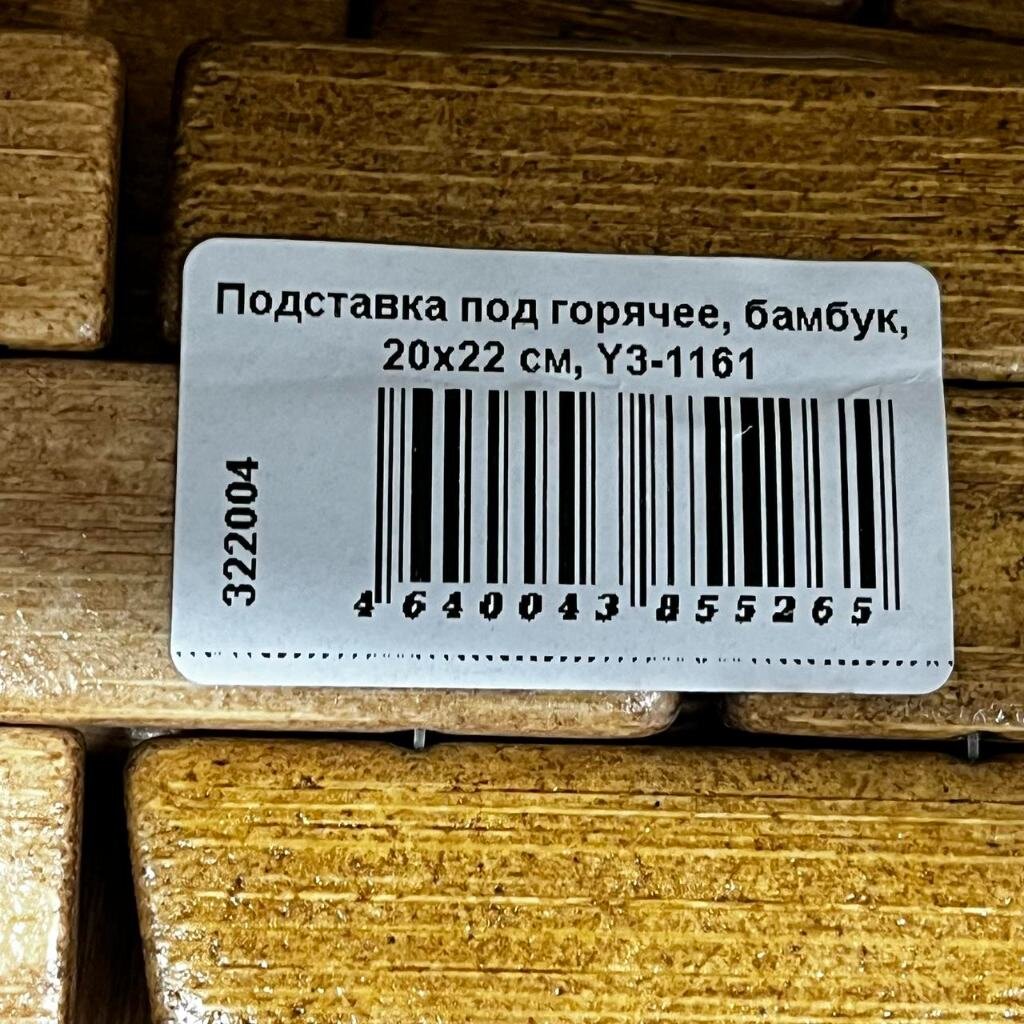 Подставка под горячее, бамбук,
20х22 см, Y3-1161
322004
4 640043 855265